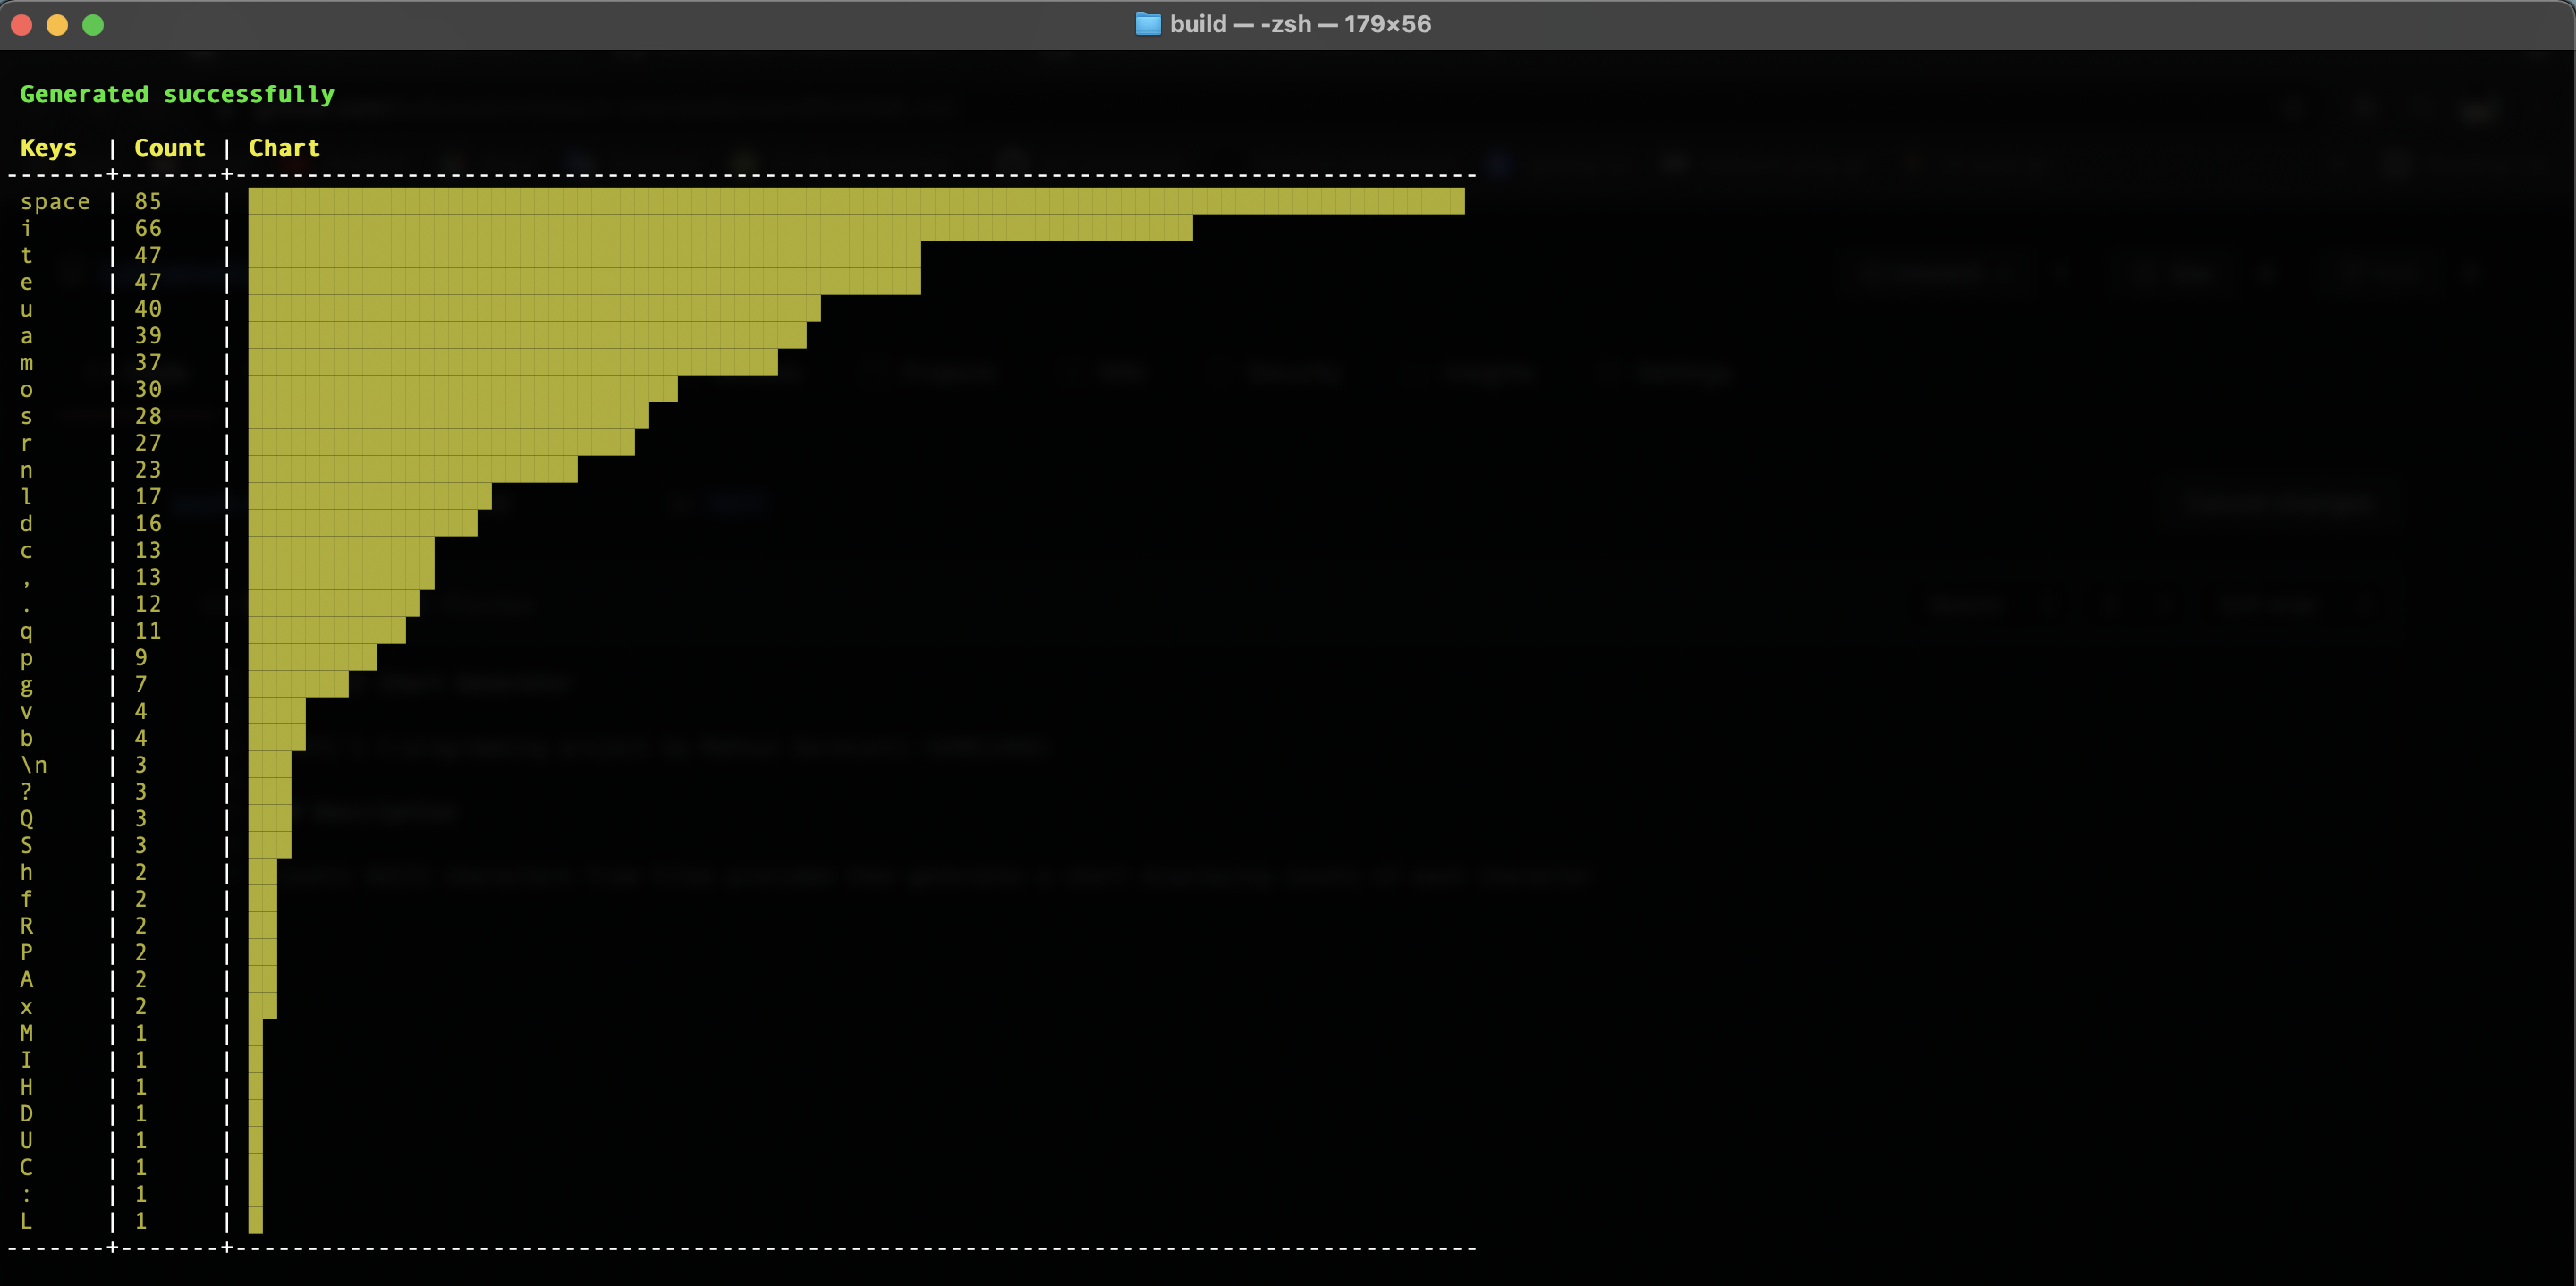 build — -zsh — 179×56
Generated successfully
Keys | Count | Chart
space | 85 |
i | 66 |
t | 47 |
e | 47 |
u | 40 |
a | 39 |
m | 37 |
o | 30 |
s | 28 |
r | 27 |
n | 23 |
l | 17 |
d | 16 |
c | 13 |
, | 13 |
. | 12 |
q | 11 |
p | 9 |
g | 7 |
v | 4 |
b | 4 |
\n | 3 |
? | 3 |
Q | 3 |
S | 3 |
h | 2 |
f | 2 |
R | 2 |
P | 2 |
A | 2 |
x | 2 |
M | 1 |
I | 1 |
H | 1 |
D | 1 |
U | 1 |
C | 1 |
: | 1 |
L | 1 |